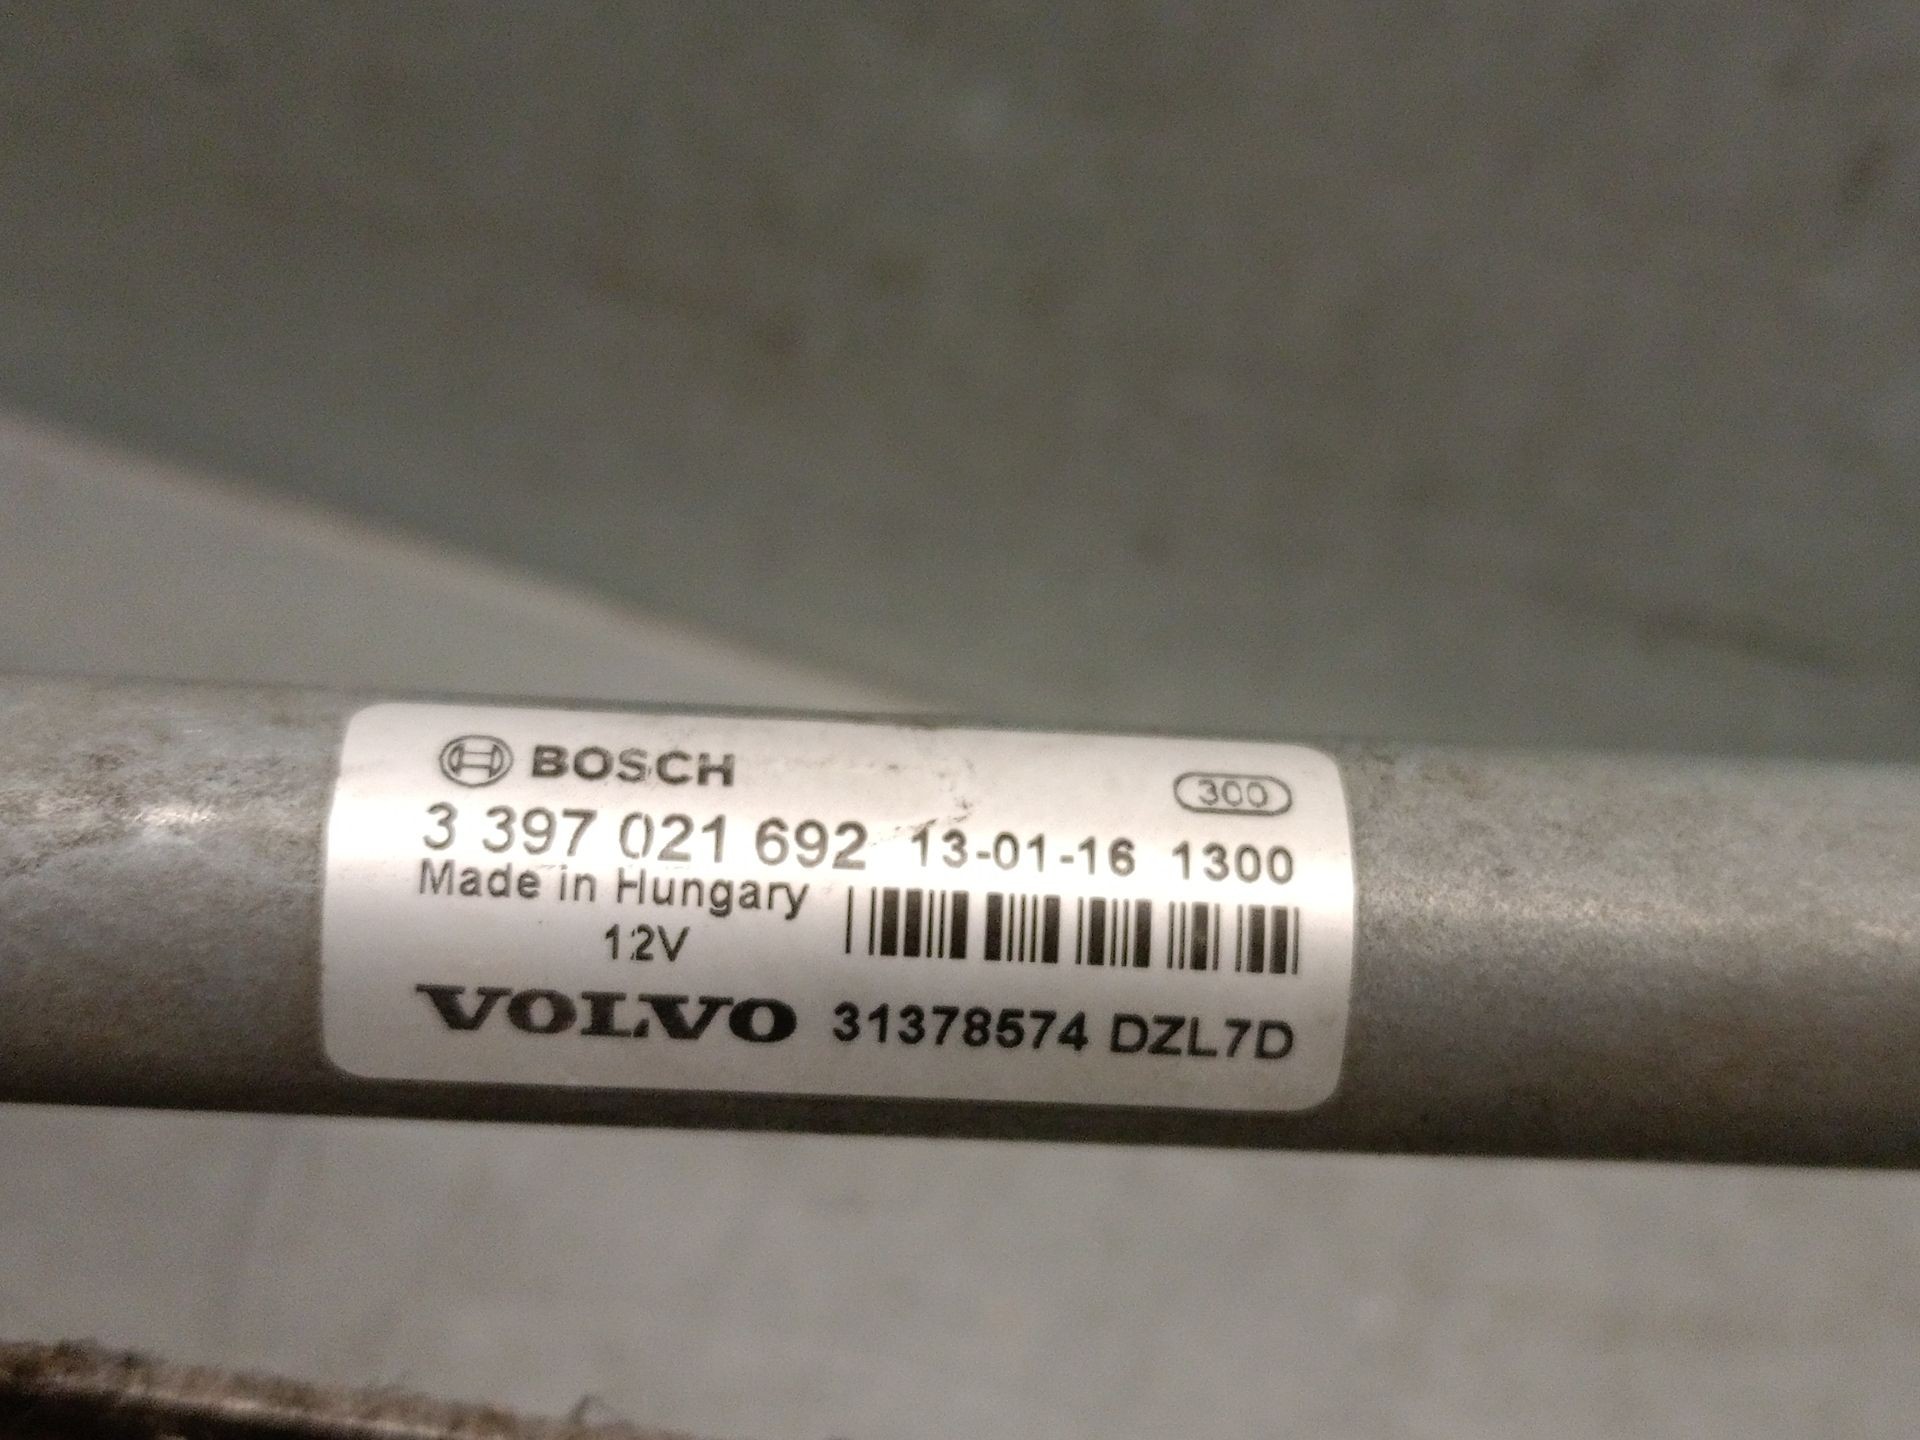 BOSCH
300
3 397 021 692 13-01-16 1300
Made in Hungary
12V
VOLVO 31378574 DZL7D